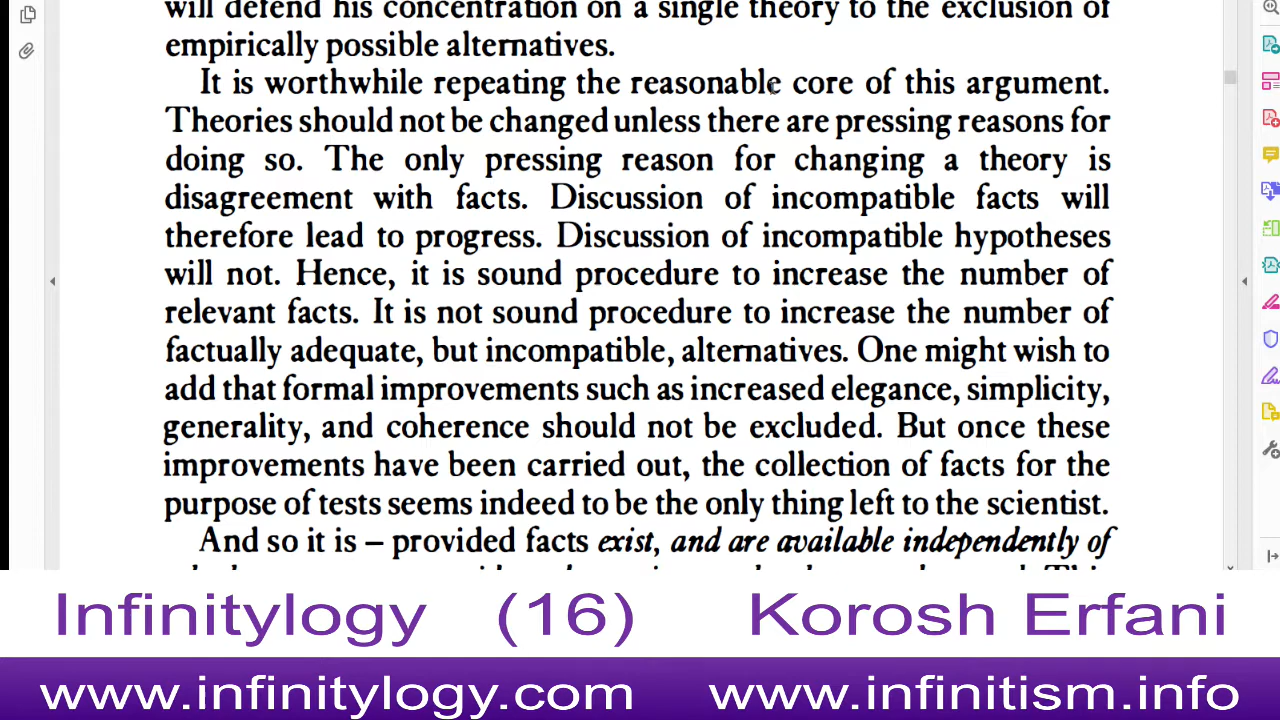 will defend his concentration on a single theory to the exclusion of
empirically possible alternatives.
It is worthwhile repeating the reasonable core of this argument.
Theories should not be changed unless there are pressing reasons for
doing so. The only pressing reason for changing a theory is
disagreement with facts. Discussion of incompatible facts will
therefore lead to progress. Discussion of incompatible hypotheses
will not. Hence, it is sound procedure to increase the number of
relevant facts. It is not sound procedure to increase the number of
factually adequate, but incompatible, alternatives. One might wish to
add that formal improvements such as increased elegance, simplicity,
generality, and coherence should not be excluded. But once these
improvements have been carried out, the collection of facts for the
purpose of tests seems indeed to be the only thing left to the scientist.
And so it is – provided facts exist, and are available independently of
Infinitylogy (16) Korosh Erfani
www.infinitylogy.com www.infinitism.info